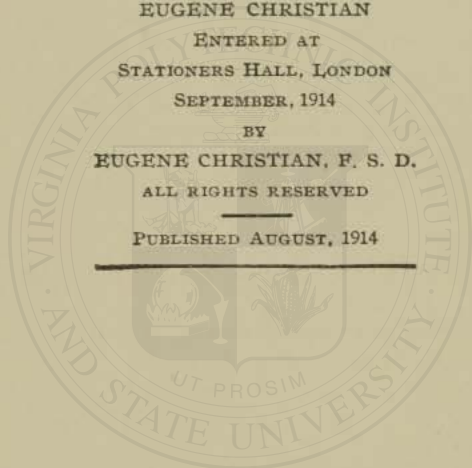 EUGENE CHRISTIAN
ENTERED AT
STATIONERS HALL, LONDON
SEPTEMBER, 1914
BY
EUGENE CHRISTIAN, F. S. D.
ALL RIGHTS RESERVED
PUBLISHED AUGUST, 1914
VIRGINIA POLYTECHNIC INSTITUTE
· AND STATE UNIVERSITY ·
UT PROSIM